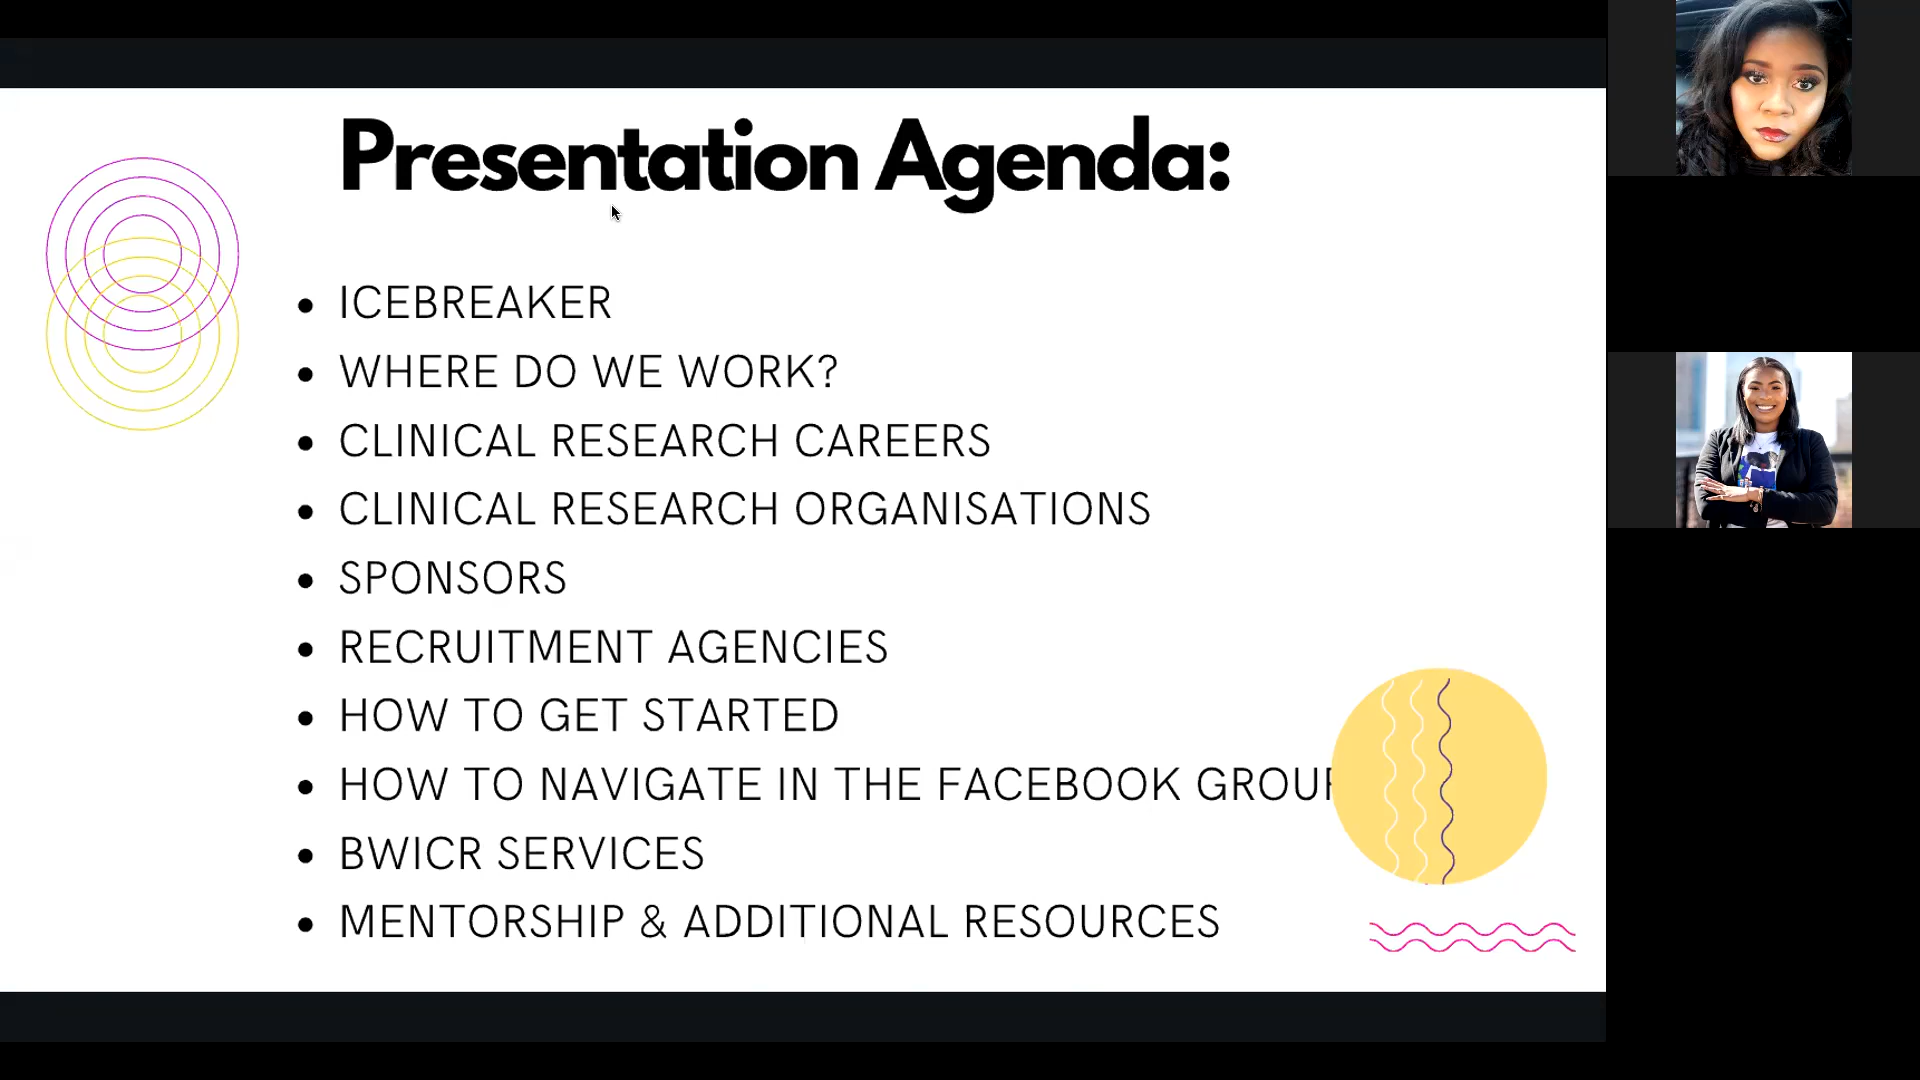 Presentation Agenda:
• ICEBREAKER
• WHERE DO WE WORK?
• CLINICAL RESEARCH CAREERS
• CLINICAL RESEARCH ORGANISATIONS
• SPONSORS
• RECRUITMENT AGENCIES
• HOW TO GET STARTED
• HOW TO NAVIGATE IN THE FACEBOOK GROUP
• BWICR SERVICES
• MENTORSHIP & ADDITIONAL RESOURCES